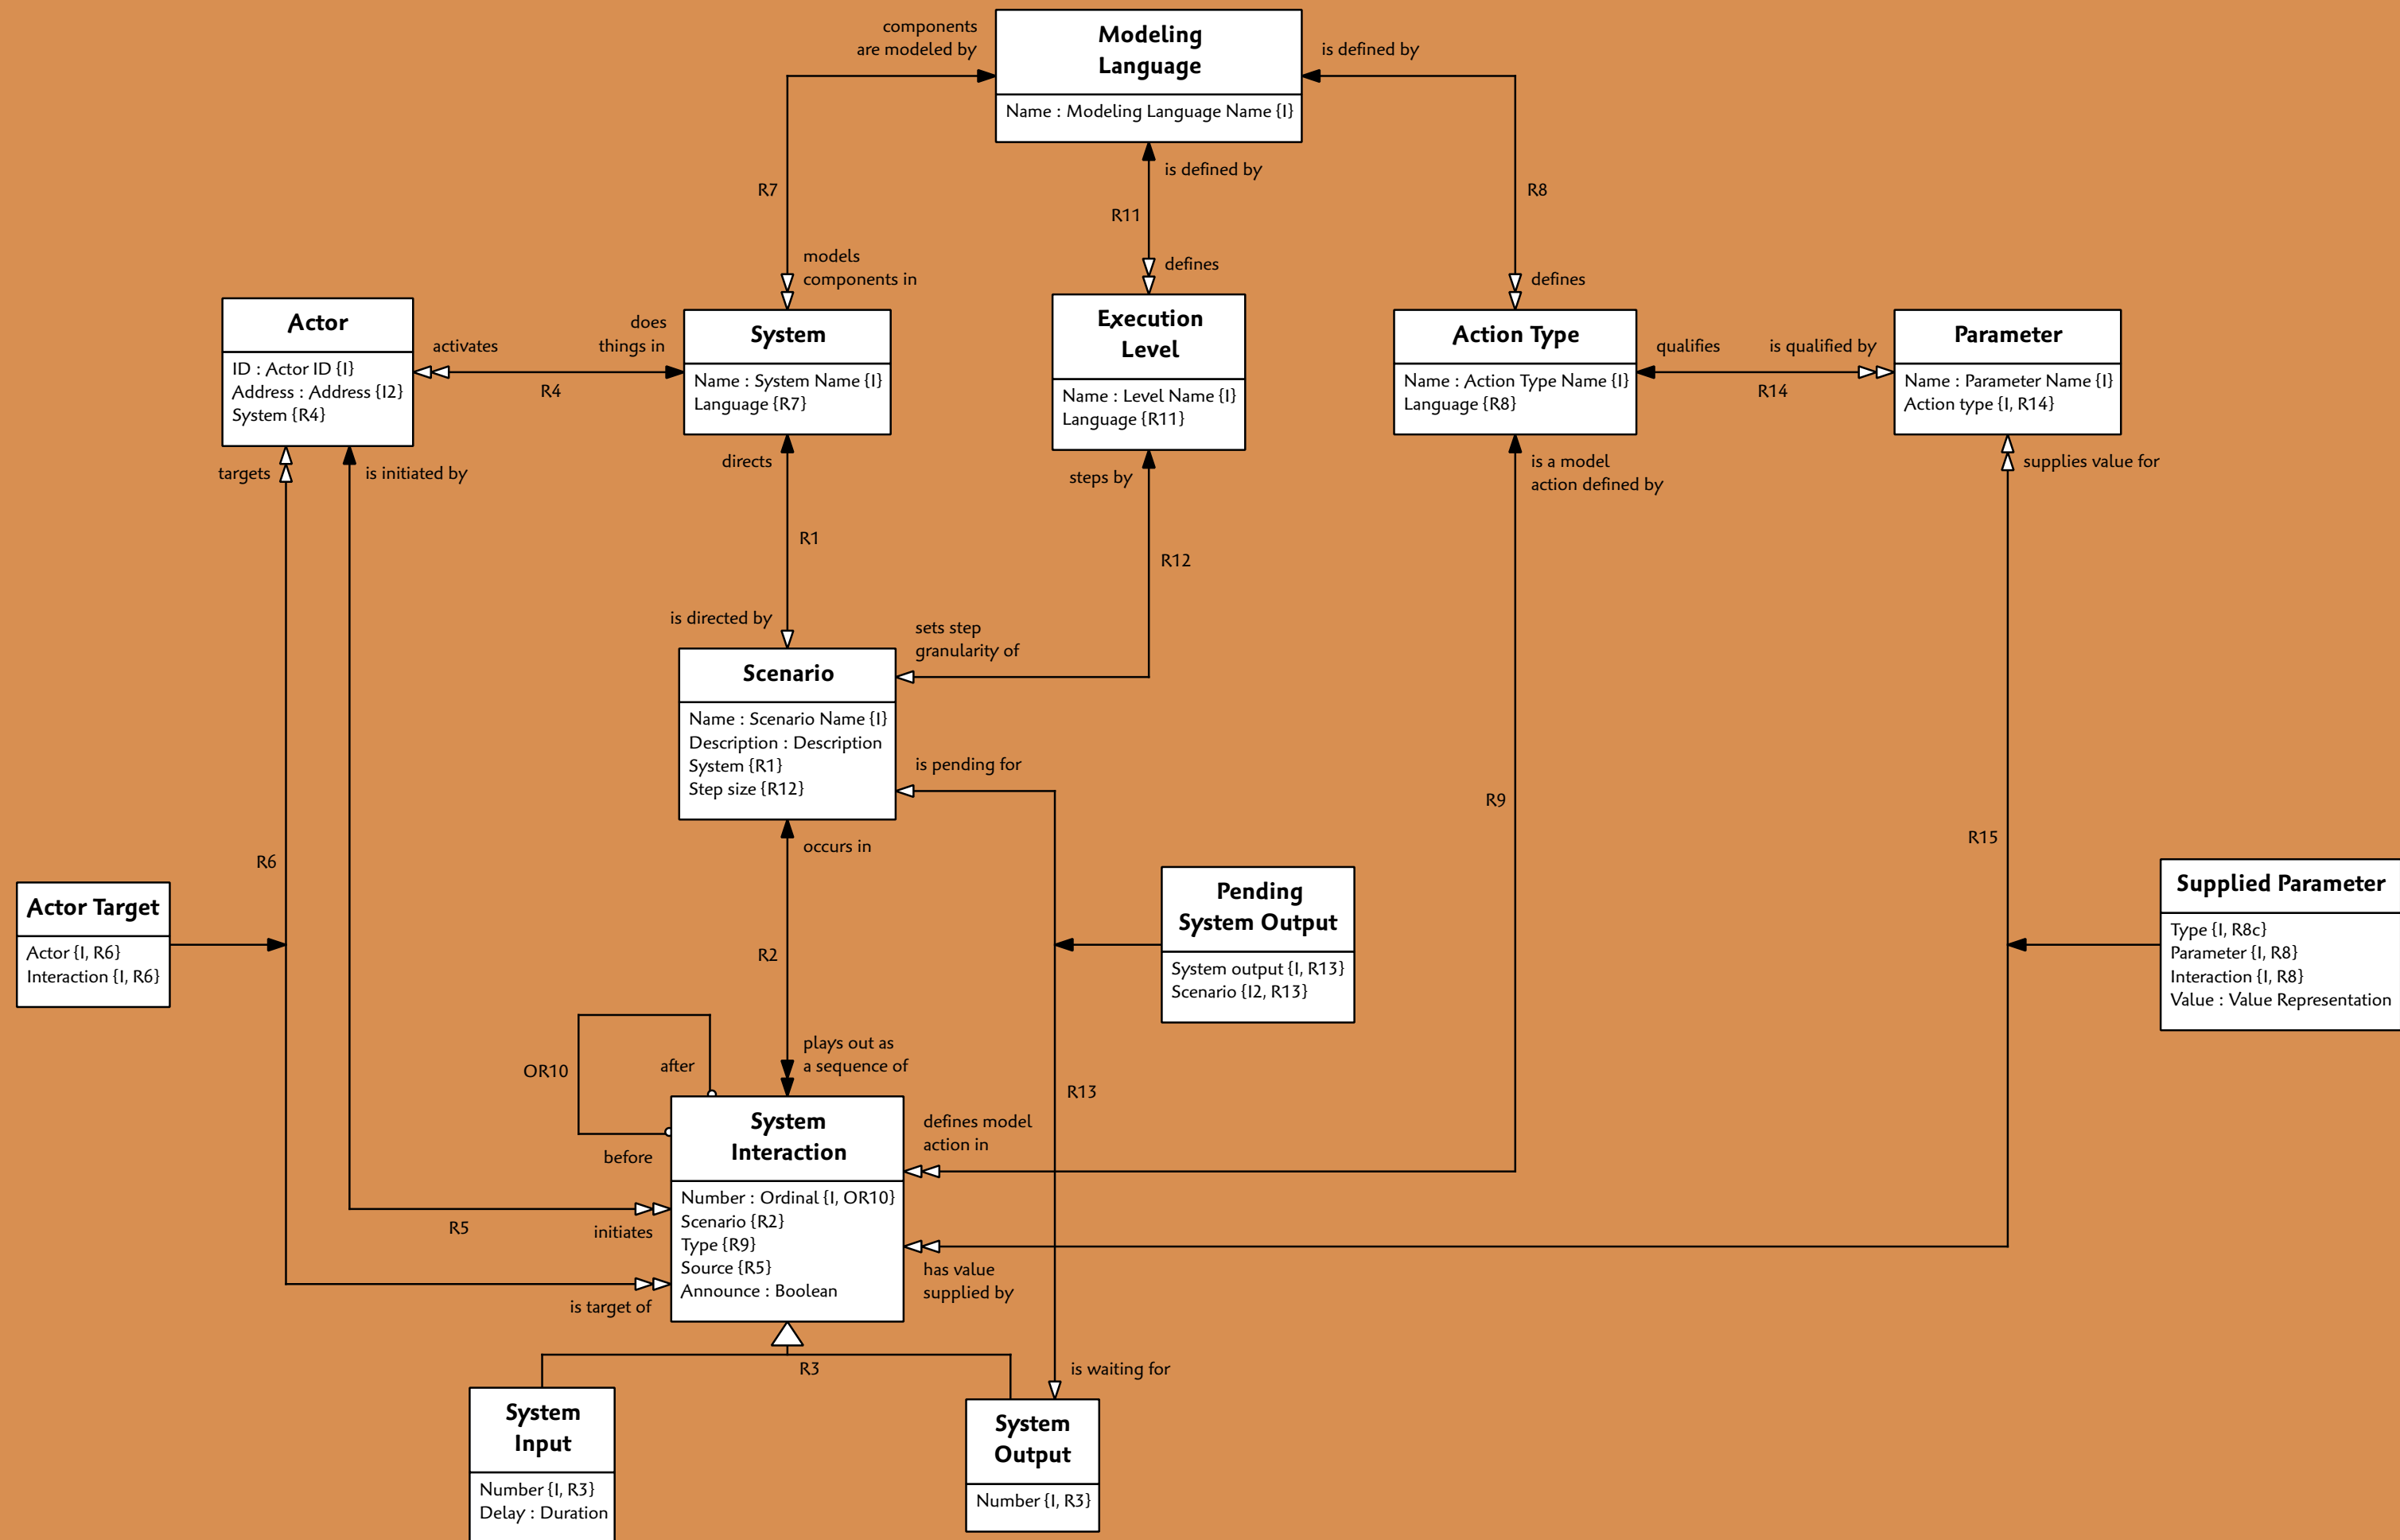 components
are modeled by
Modeling
Language
Name : Modeling Language Name {I}
is defined by
R7
is defined by
R11
R8
models
components in
defines
defines
Actor
ID : Actor ID {I}
Address : Address {I2}
System {R4}
activates
does
things in
R4
System
Name : System Name {I}
Language {R7}
Execution
Level
Name : Level Name {I}
Language {R11}
Action Type
Name : Action Type Name {I}
Language {R8}
qualifies
is qualified by
R14
Parameter
Name : Parameter Name {I}
Action type {I, R14}
targets
is initiated by
directs
steps by
is a model
action defined by
supplies value for
R1
R12
is directed by
sets step
granularity of
Scenario
Name : Scenario Name {I}
Description : Description
System {R1}
Step size {R12}
is pending for
R9
R15
R6
occurs in
Actor Target
Actor {I, R6}
Interaction {I, R6}
R2
Pending
System Output
System output {I, R13}
Scenario {I2, R13}
Supplied Parameter
Type {I, R8c}
Parameter {I, R8}
Interaction {I, R8}
Value : Value Representation
OR10
after
plays out as
a sequence of
R13
before
System
Interaction
Number : Ordinal {I, OR10}
Scenario {R2}
Type {R9}
Source {R5}
Announce : Boolean
defines model
action in
R5
initiates
has value
supplied by
is target of
R3
is waiting for
System
Input
Number {I, R3}
Delay : Duration
System
Output
Number {I, R3}